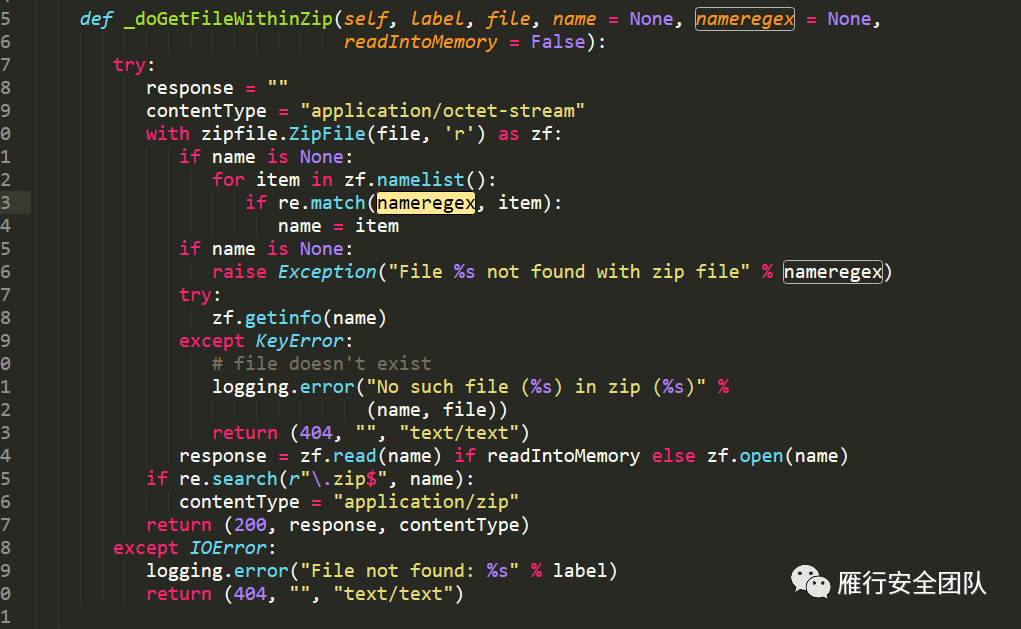 5 def _doGetFileWithinZip(self, label, file, name = None, nameregex = None,
6 readIntoMemory = False):
7 try:
8 response = ""
9 contentType = "application/octet-stream"
0 with zipfile.ZipFile(file, 'r') as zf:
1 if name is None:
2 for item in zf.namelist():
3 if re.match(nameregex, item):
4 name = item
5 if name is None:
6 raise Exception("File %s not found with zip file" % nameregex)
7 try:
8 zf.getinfo(name)
9 except KeyError:
0 # file doesn't exist
1 logging.error("No such file (%s) in zip (%s)" %
2 (name, file))
3 return (404, "", "text/text")
4 response = zf.read(name) if readIntoMemory else zf.open(name)
5 if re.search(r"\.zip$", name):
6 contentType = "application/zip"
7 return (200, response, contentType)
8 except IOError:
9 logging.error("File not found: %s" % label)
0 return (404, "", "text/text")
1
雁行安全团队